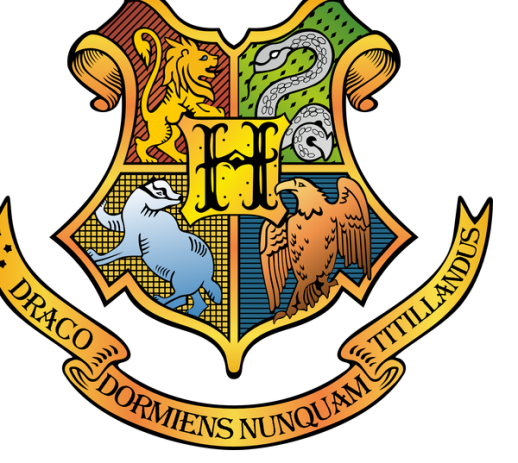 H
DRACO
DORMIENS NUNQUAM
TITILLANDUS